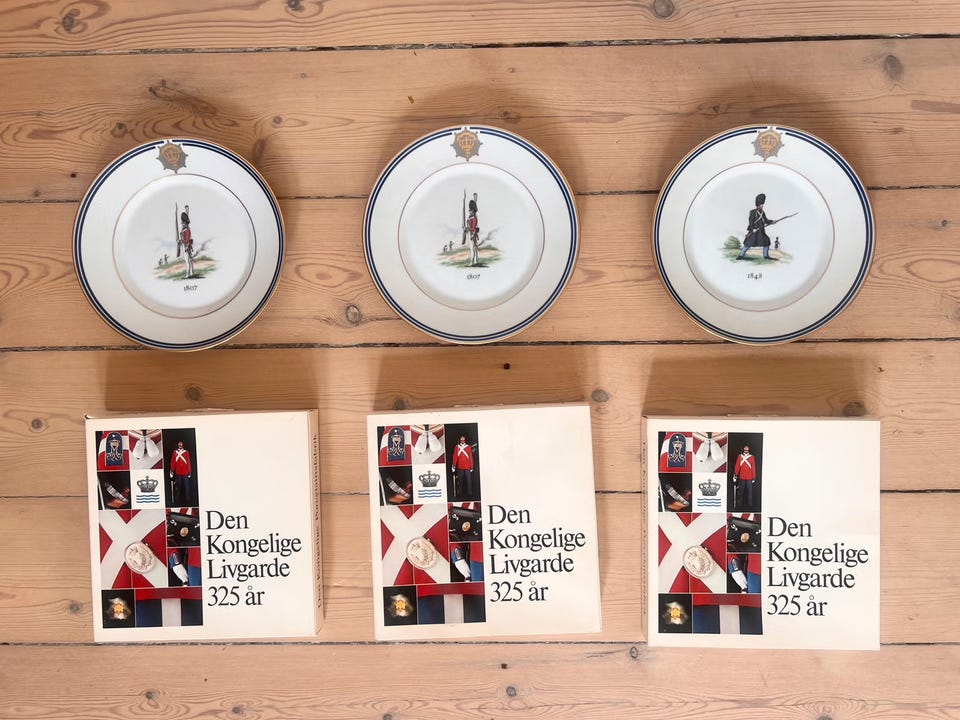 1807
1807
1848
Den
Kongelige
Livgarde
325 år
Den
Kongelige
Livgarde
325 år
Den
Kongelige
Livgarde
325 år